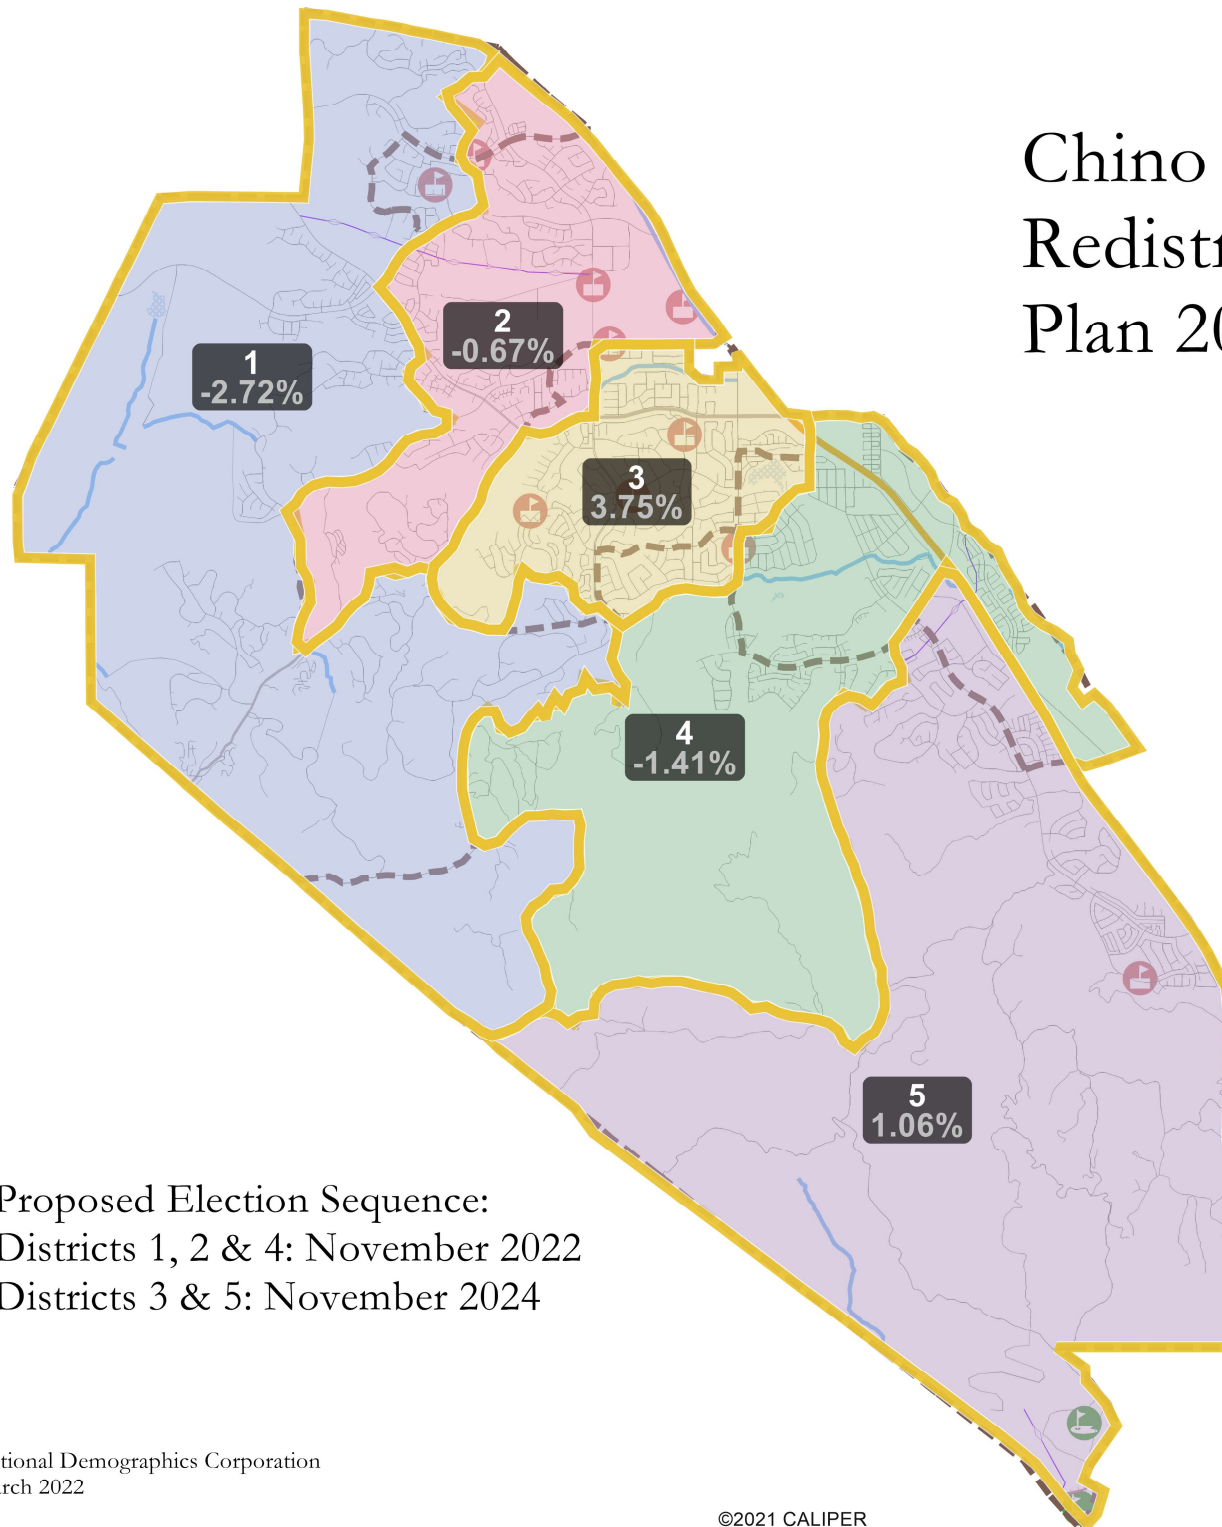 Chino
Redistr
Plan 20
1
-2.72%
2
-0.67%
3
3.75%
4
-1.41%
5
1.06%
Proposed Election Sequence:
Districts 1, 2 & 4: November 2022
Districts 3 & 5: November 2024
tional Demographics Corporation
arch 2022
©2021 CALIPER